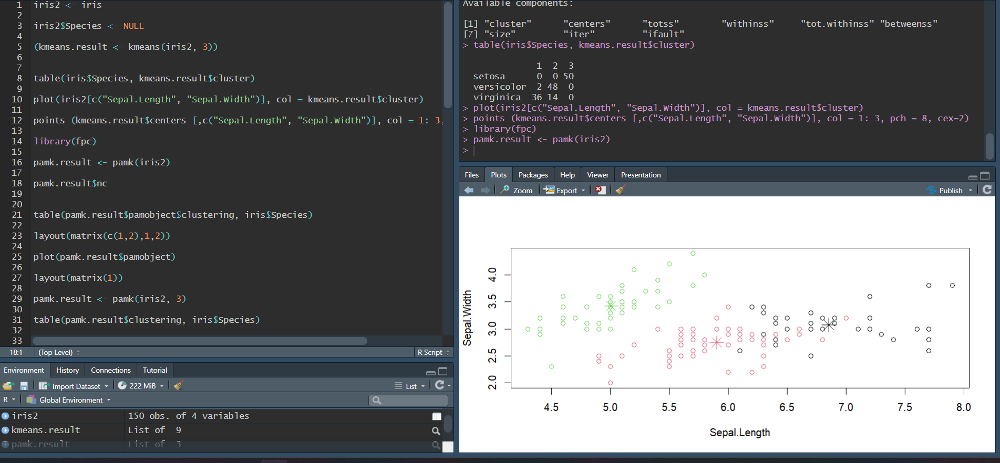 1 iris2 <- iris
2
3 iris2$Species <- NULL
4
5 (kmeans.result <- kmeans(iris2, 3))
6
7
8 table(iris$Species, kmeans.result$cluster)
9
10 plot(iris2[c("Sepal.Length", "Sepal.Width")], col = kmeans.result$cluster)
11
12 points (kmeans.result$centers [,c("Sepal.Length", "Sepal.Width")], col = 1: 3,
13
14 library(fpc)
15
16 pamk.result <- pamk(iris2)
17
18 pamk.result$nc
19
20
21 table(pamk.result$pamobject$clustering, iris$Species)
22
23 layout(matrix(c(1,2),1,2))
24
25 plot(pamk.result$pamobject)
26
27 layout(matrix(1))
28
29 pamk.result <- pamk(iris2, 3)
30
31 table(pamk.result$clustering, iris$Species)
32
33
18:1 (Top Level) R Script
Environment History Connections Tutorial
Import Dataset 222 MiB List
R Global Environment
iris2 150 obs. of 4 variables
kmeans.result List of 9
pamk.result List of 3
Available components:
[1] "cluster" "centers" "totss" "withinss" "tot.withinss" "betweenss"
[7] "size" "iter" "ifault"
> table(iris$Species, kmeans.result$cluster)
1 2 3
setosa 0 0 50
versicolor 2 48 0
virginica 36 14 0
> plot(iris2[c("Sepal.Length", "Sepal.Width")], col = kmeans.result$cluster)
> points (kmeans.result$centers [,c("Sepal.Length", "Sepal.Width")], col = 1: 3, pch = 8, cex=2)
> library(fpc)
> pamk.result <- pamk(iris2)
>
Files Plots Packages Help Viewer Presentation
Zoom Export Publish
Sepal.Width
4.0
3.5
3.0
2.5
2.0
4.5 5.0 5.5 6.0 6.5 7.0 7.5 8.0
Sepal.Length